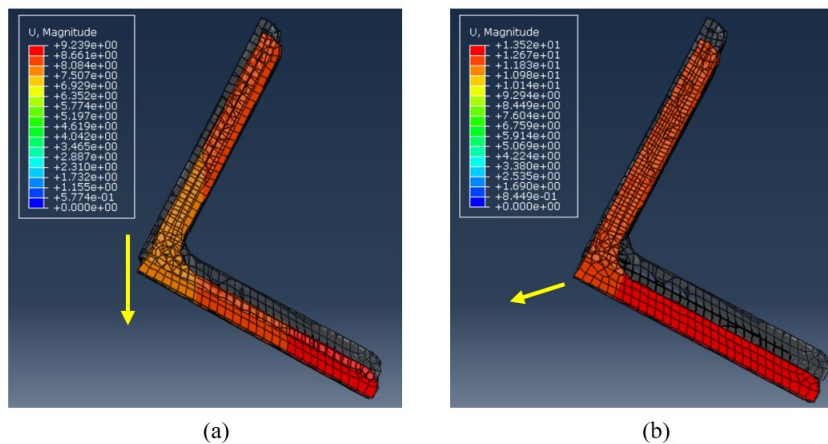 U, Magnitude
+9.239e+00
+8.661e+00
+8.084e+00
+7.507e+00
+6.929e+00
+6.352e+00
+5.774e+00
+5.197e+00
+4.619e+00
+4.042e+00
+3.465e+00
+2.887e+00
+2.310e+00
+1.732e+00
+1.155e+00
+5.774e-01
+0.000e+00
(a)
U, Magnitude
+1.352e+01
+1.267e+01
+1.183e+01
+1.098e+01
+1.014e+01
+9.294e+00
+8.449e+00
+7.604e+00
+6.759e+00
+5.914e+00
+5.069e+00
+4.224e+00
+3.380e+00
+2.535e+00
+1.690e+00
+8.449e-01
+0.000e+00
(b)